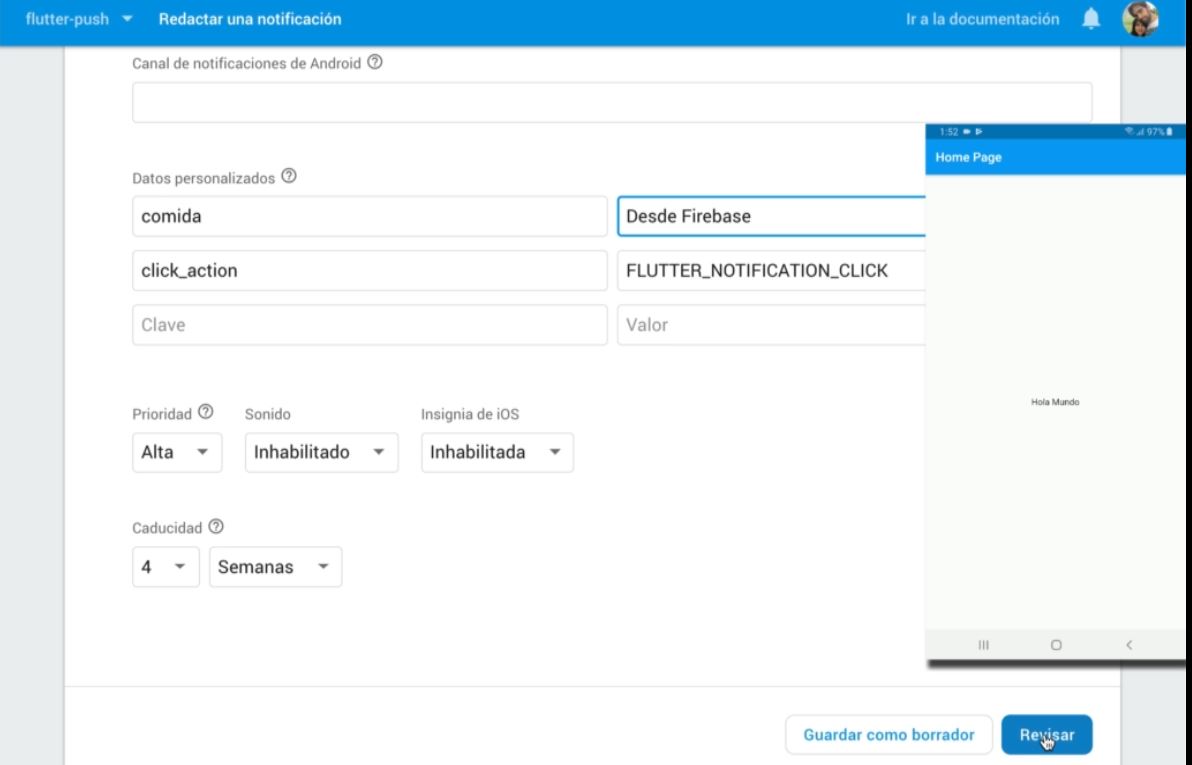 flutter-push Redactar una notificación Ir a la documentación
Canal de notificaciones de Android
1:52 97%
Home Page
Datos personalizados
comida Desde Firebase
click_action FLUTTER_NOTIFICATION_CLICK
Clave Valor
Hola Mundo
Prioridad Sonido Insignia de iOS
Alta Inhabilitado Inhabilitada
Caducidad
4 Semanas
Guardar como borrador Revisar